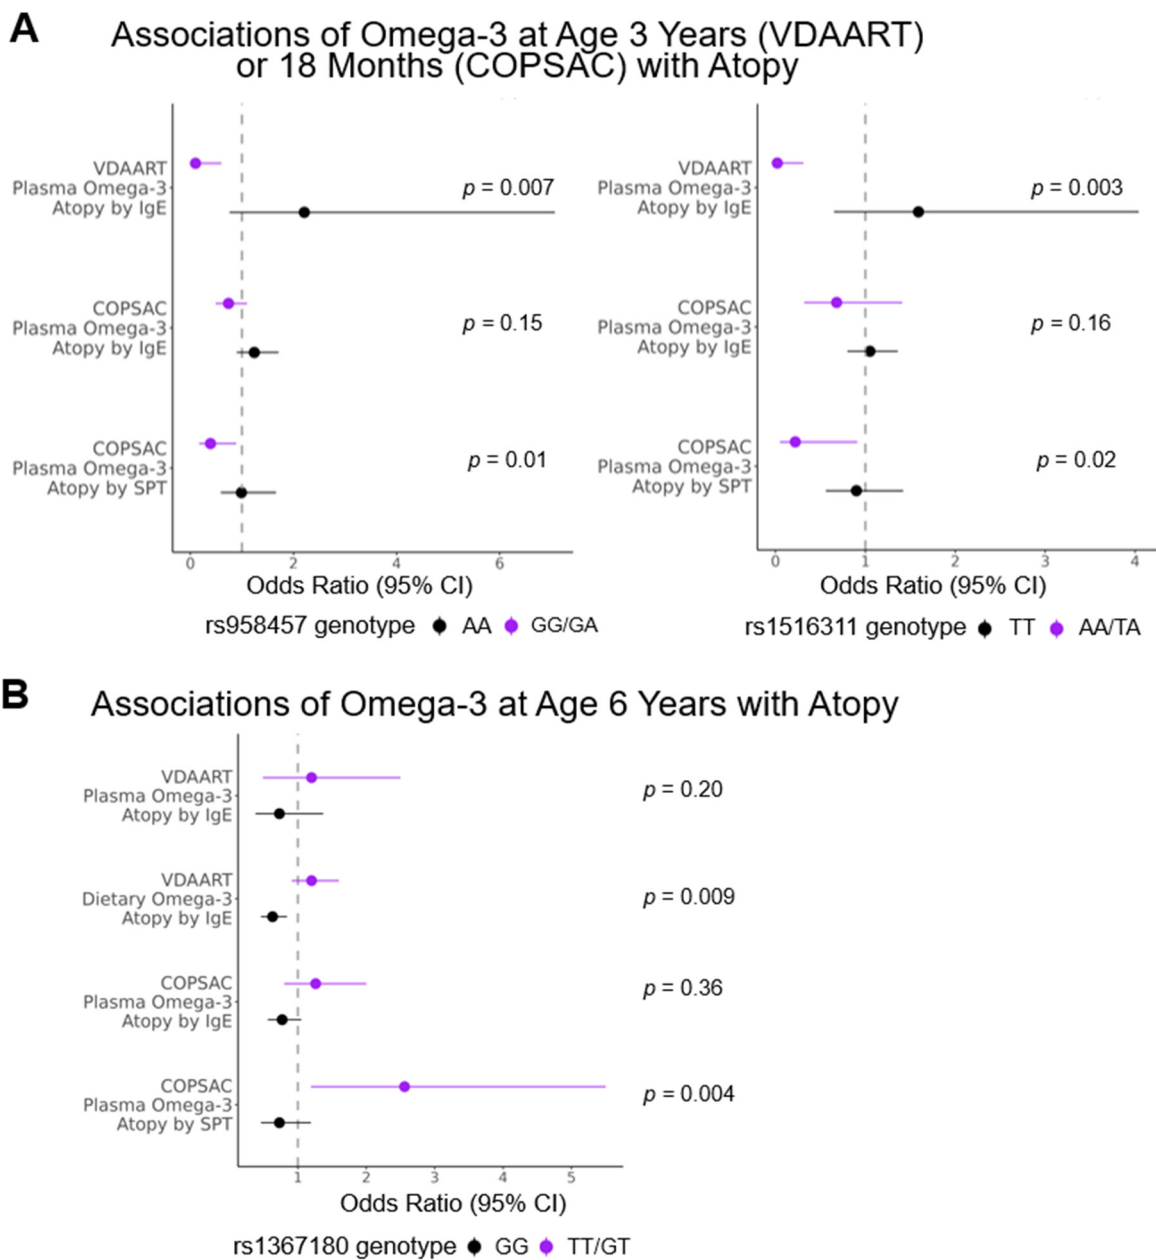 A
Associations of Omega-3 at Age 3 Years (VDAART)
or 18 Months (COPSAC) with Atopy
VDAART
Plasma Omega-3
Atopy by IgE
p = 0.007
COPSAC
Plasma Omega-3
Atopy by IgE
p = 0.15
COPSAC
Plasma Omega-3
Atopy by SPT
p = 0.01
0 2 4 6
Odds Ratio (95% CI)
rs958457 genotype AA GG/GA
VDAART
Plasma Omega-3
Atopy by IgE
p = 0.003
COPSAC
Plasma Omega-3
Atopy by IgE
p = 0.16
COPSAC
Plasma Omega-3
Atopy by SPT
p = 0.02
0 1 2 3 4
Odds Ratio (95% CI)
rs1516311 genotype TT AA/TA
B
Associations of Omega-3 at Age 6 Years with Atopy
VDAART
Plasma Omega-3
Atopy by IgE
p = 0.20
VDAART
Dietary Omega-3
Atopy by IgE
p = 0.009
COPSAC
Plasma Omega-3
Atopy by IgE
p = 0.36
COPSAC
Plasma Omega-3
Atopy by SPT
p = 0.004
1 2 3 4 5
Odds Ratio (95% CI)
rs1367180 genotype GG TT/GT